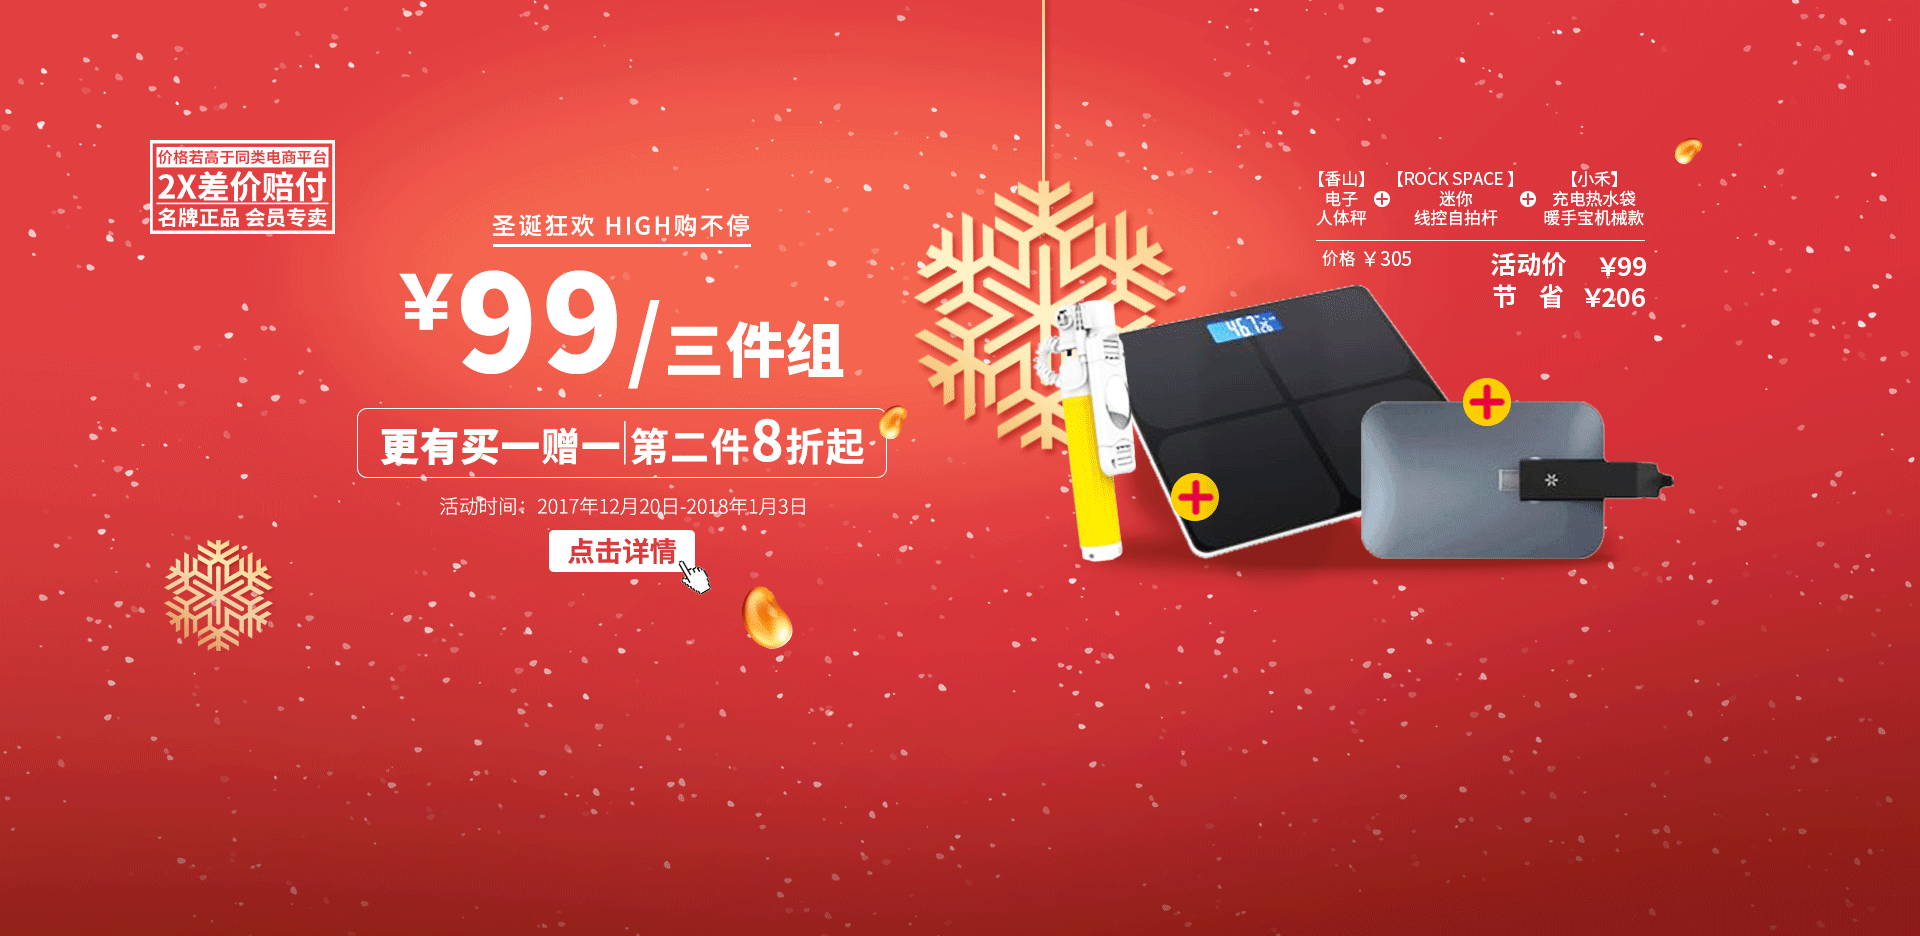 价格若高于同类电商平台
2X差价赔付
名牌正品 会员专卖
圣诞狂欢 HIGH购不停
¥99/三件组
更有买一赠一|第二件8折起
活动时间：2017年12月20日-2018年1月3日
点击详情
【香山】 【ROCK SPACE 】 【小禾】
电子 + 迷你 + 充电热水袋
人体秤 线控自拍杆 暖手宝机械款
价格 ￥305
活动价 ¥99
节 省 ¥206